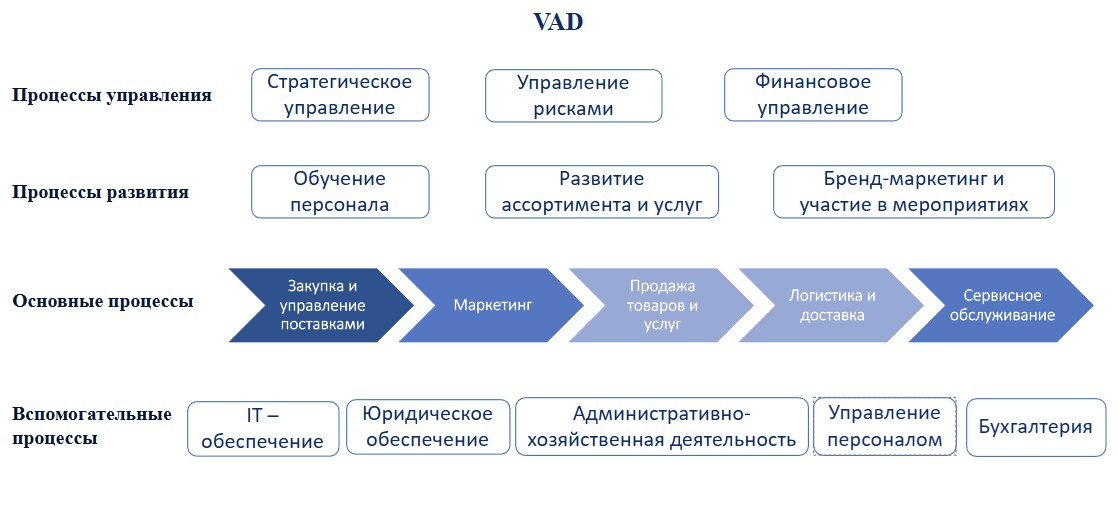 VAD
Процессы управления
Стратегическое
управление
Управление
рисками
Финансовое
управление
Процессы развития
Обучение
персонала
Развитие
ассортимента и услуг
Бренд-маркетинг и
участие в мероприятиях
Основные процессы
Закупка и
управление
поставками
Маркетинг
Продажа
товаров и
услуг
Логистика и
доставка
Сервисное
обслуживание
Вспомогательные
процессы
IT –
обеспечение
Юридическое
обеспечение
Административно-
хозяйственная деятельность
Управление
персоналом
Бухгалтерия